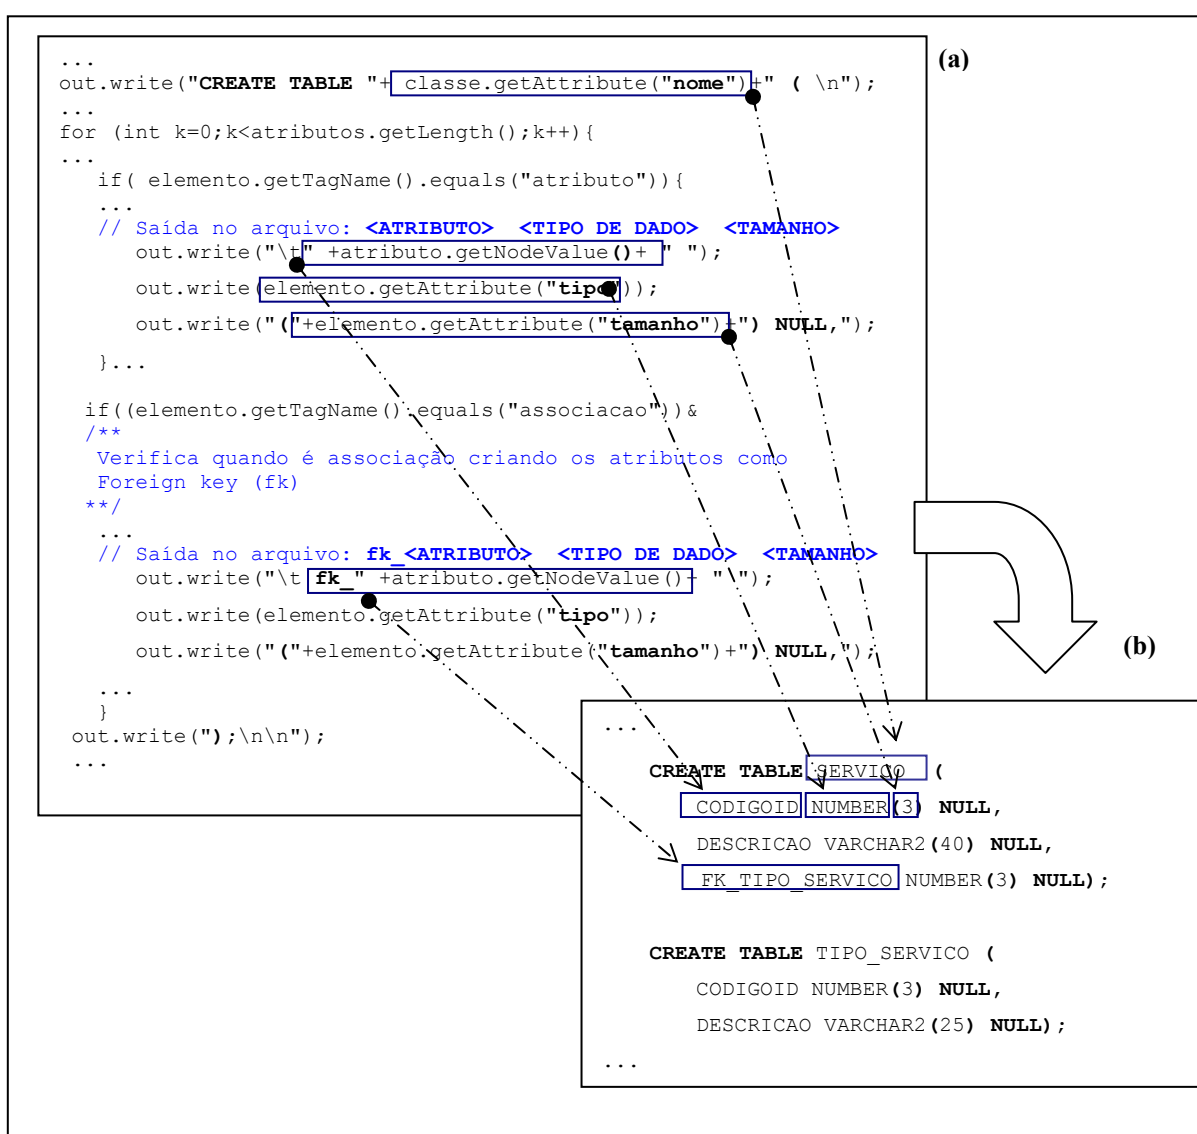 ...
(a)
out.write("CREATE TABLE "+ classe.getAttribute("nome")+" ( \n");
...
for (int k=0;k<atributos.getLength();k++){
...
if( elemento.getTagName().equals("atributo")){
...
// Saída no arquivo: <ATRIBUTO> <TIPO DE DADO> <TAMANHO>
out.write("\t" +atributo.getNodeValue()+ " ");
out.write(elemento.getAttribute("tipo"));
out.write("("+elemento.getAttribute("tamanho")+") NULL,");
}...
if((elemento.getTagName().equals("associacao"))&
/**
Verifica quando é associação criando os atributos como
Foreign key (fk)
**/
...
// Saída no arquivo: fk_<ATRIBUTO> <TIPO DE DADO> <TAMANHO>
out.write("\t fk_" +atributo.getNodeValue()+ " ");
out.write(elemento.getAttribute("tipo"));
out.write("("+elemento.getAttribute("tamanho")+") NULL,");
(b)
...
}
out.write(");\n\n");
...
...
CREATE TABLE SERVICO (
CODIGOID NUMBER(3) NULL,
DESCRICAO VARCHAR2(40) NULL,
FK_TIPO_SERVICO NUMBER(3) NULL);
CREATE TABLE TIPO_SERVICO (
CODIGOID NUMBER(3) NULL,
DESCRICAO VARCHAR2(25) NULL);
...